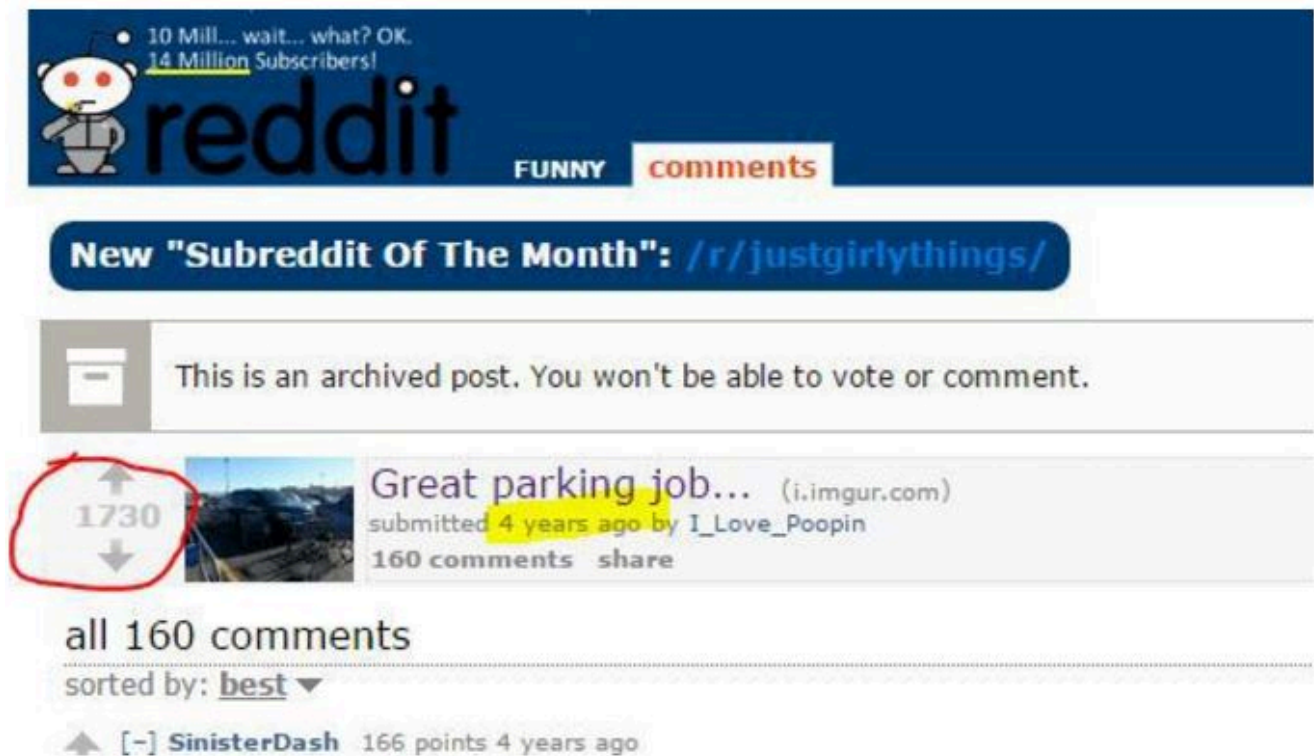 10 Mill... wait... what? OK.
14 Million Subscribers!
reddit
FUNNY
comments
New "Subreddit Of The Month": /r/justgirlythings/
This is an archived post. You won't be able to vote or comment.
1730
Great parking job... (i.imgur.com)
submitted 4 years ago by I_Love_Poopin
160 comments share
all 160 comments
sorted by: best
[-] SinisterDash 166 points 4 years ago